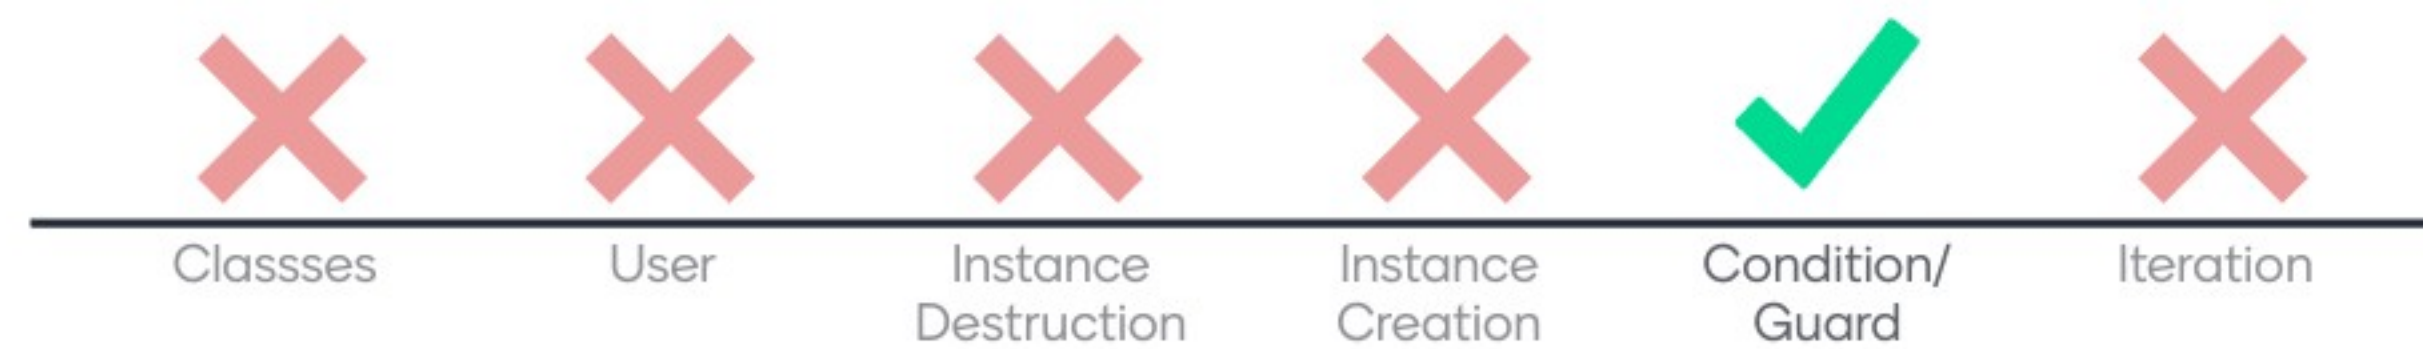 Classses
User
Instance
Destruction
Instance
Creation
Condition/
Guard
Iteration